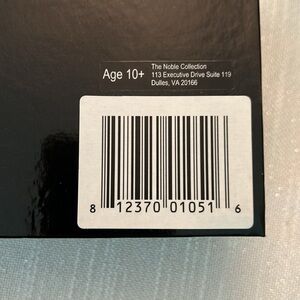 Age 10+
The Noble Collection
113 Executive Drive Suite 119
Dulles, VA 20166
8 12370 01051 6